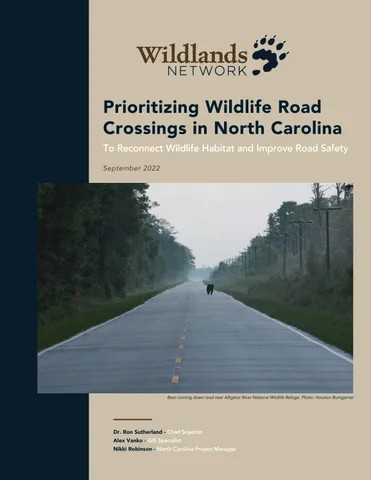 Wildlands
NETWORK
Prioritizing Wildlife Road
Crossings in North Carolina
To Reconnect Wildlife Habitat and Improve Road Safety
September 2022
Bear running down road near Alligator River National Wildlife Refuge. Photo: Houston Bumgarner
Dr. Ron Sutherland - Chief Scientist
Alex Vanko - GIS Specialist
Nikki Robinson - North Carolina Project Manager